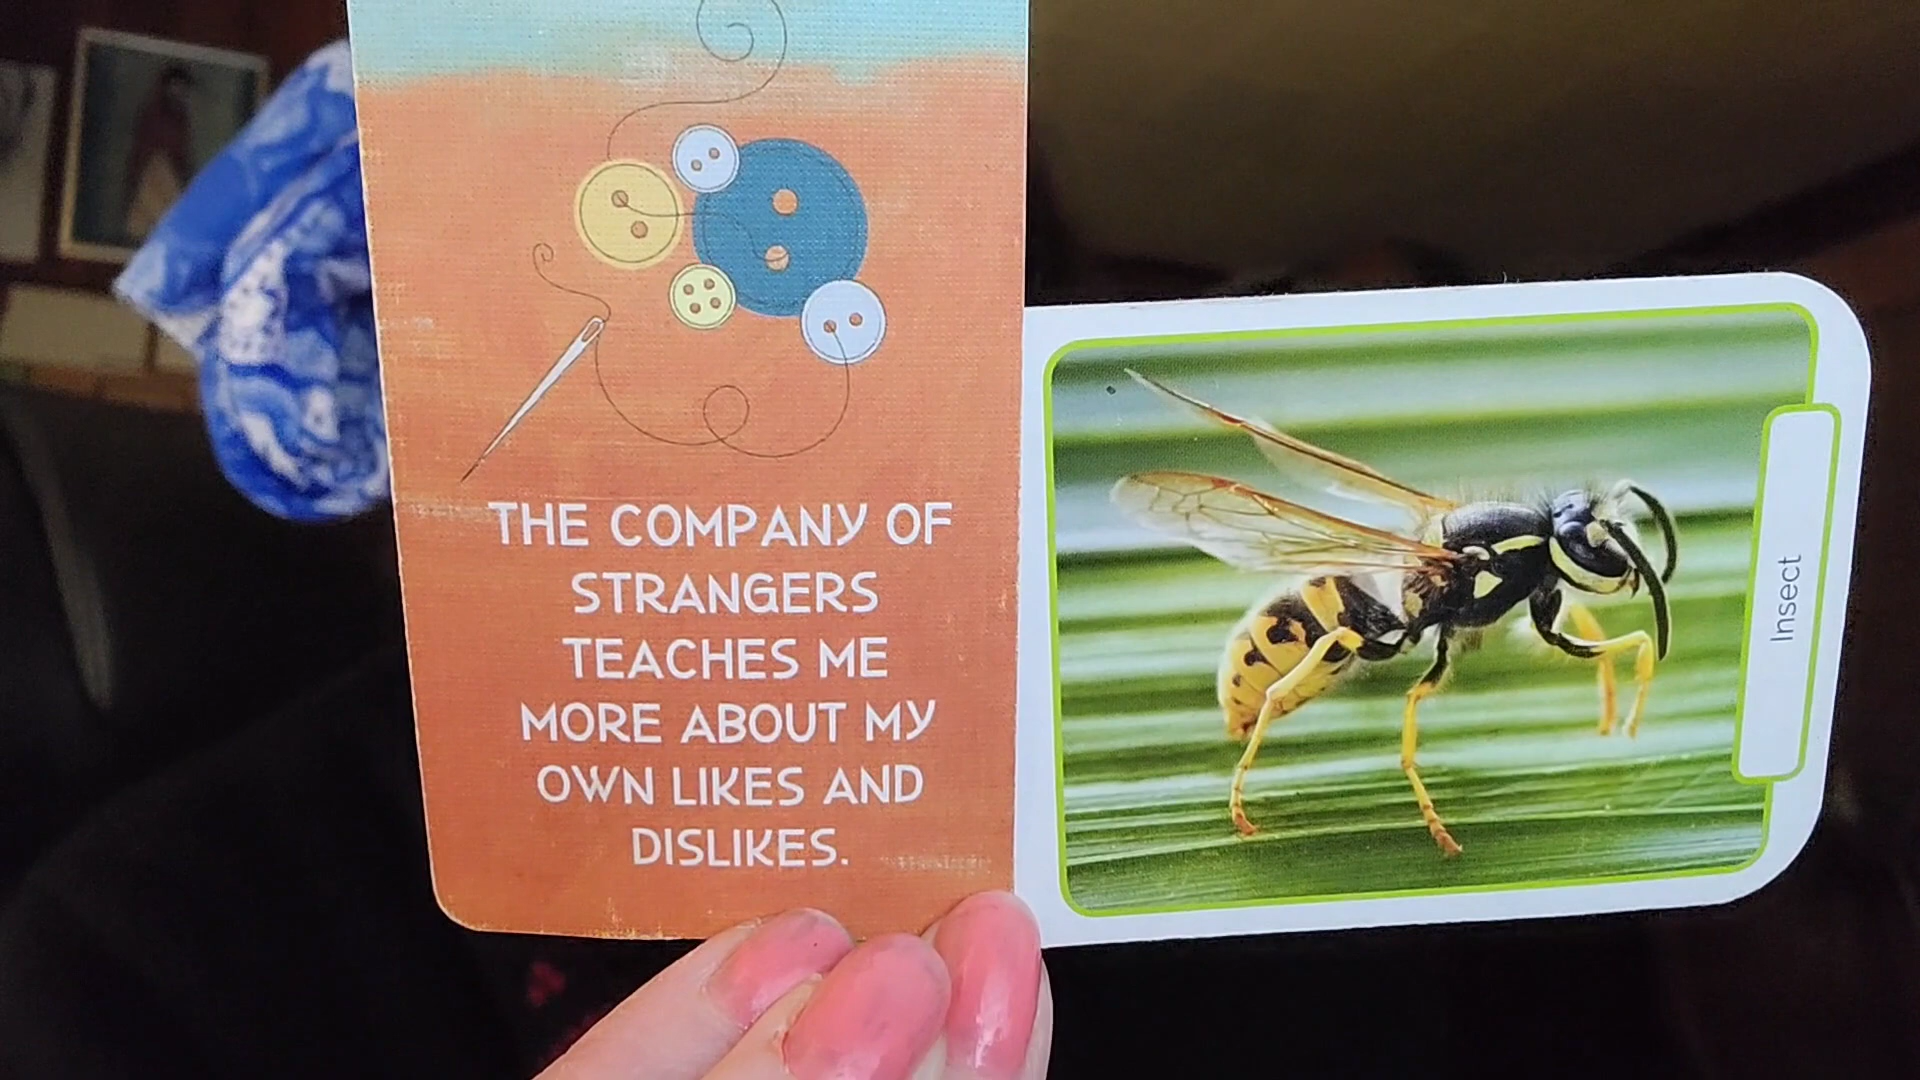 THE COMPANY OF
STRANGERS
TEACHES ME
MORE ABOUT MY
OWN LIKES AND
DISLIKES.
Insect